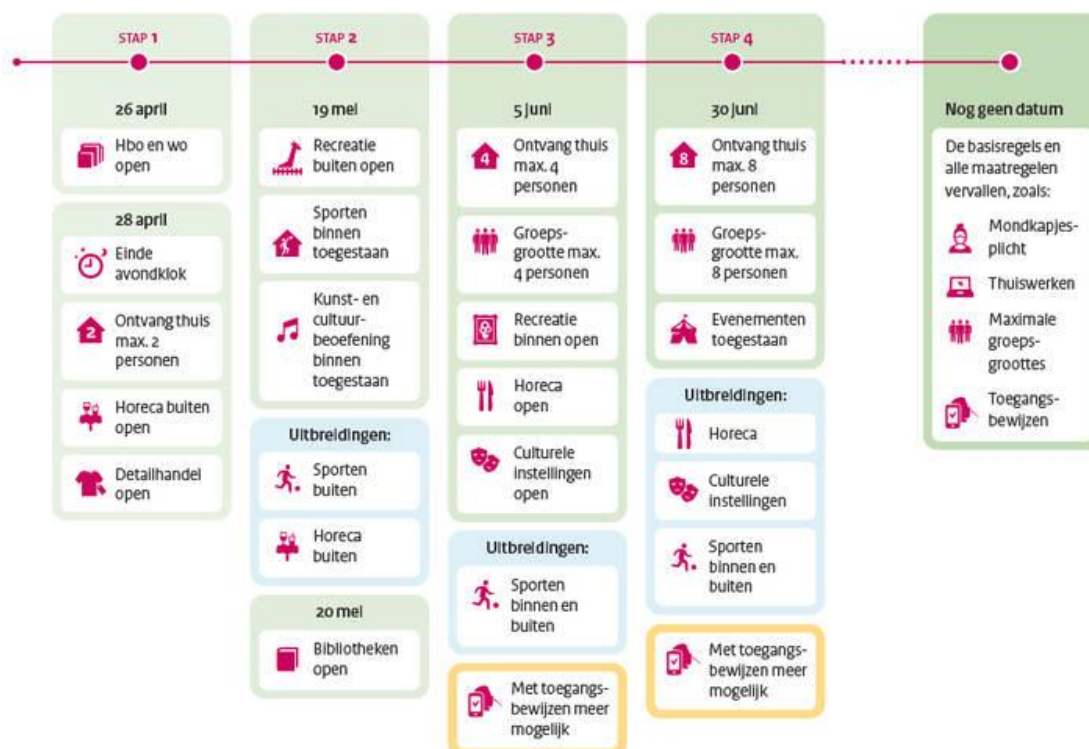 STAP 1
26 april
Hbo en wo
open
28 april
Einde
avondklok
2
Ontvang thuis
max. 2
personen
Horeca buiten
open
Detailhandel
open
STAP 2
19 mei
Recreatie
buiten open
Sporten
binnen
toegestaan
Kunst- en
cultuur-
beoefening
binnen
toegestaan
Uitbreidingen:
Sporten
buiten
Horeca
buiten
20 mei
Bibliotheken
open
STAP 3
5 juni
4
Ontvang thuis
max. 4
personen
Groeps-
grootte max.
4 personen
Recreatie
binnen open
Horeca
open
Culturele
instellingen
open
Uitbreidingen:
Sporten
binnen en
buiten
Met toegangs-
bewijzen meer
mogelijk
STAP 4
30 juni
8
Ontvang thuis
max. 8
personen
Groeps-
grootte max.
8 personen
Evenementen
toegestaan
Uitbreidingen:
Horeca
Culturele
instellingen
Sporten
binnen en
buiten
Met toegangs-
bewijzen meer
mogelijk
Nog geen datum
De basisregels en
alle maatregelen
vervallen, zoals:
Mondkapjes-
plicht
Thuiswerken
Maximale
groeps-
groottes
Toegangs-
bewijzen